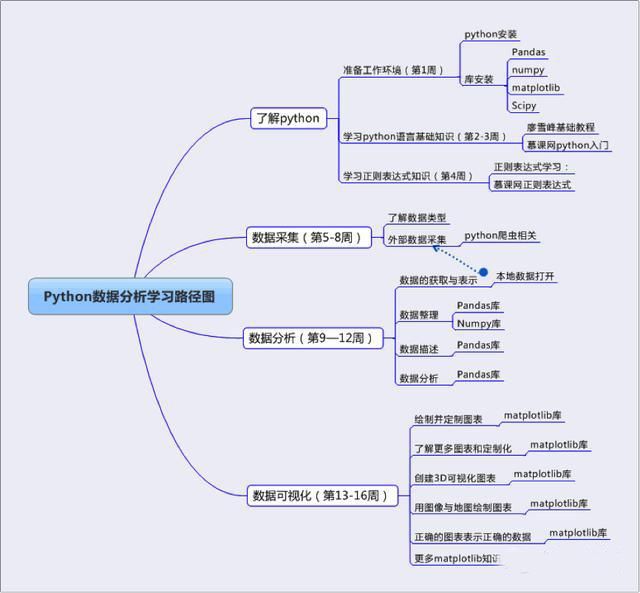 Python数据分析学习路径图
了解python
准备工作环境（第1周）
python安装
库安装
Pandas
numpy
matplotlib
Scipy
学习python语言基础知识（第2-3周）
廖雪峰基础教程
慕课网python入门
学习正则表达式知识（第4周）
正则表达式学习：
慕课网正则表达式
数据采集（第5-8周）
了解数据类型
外部数据采集
python爬虫相关
数据分析（第9—12周）
数据的获取与表示
本地数据打开
数据整理
Pandas库
Numpy库
数据描述
Pandas库
数据分析
Pandas库
数据可视化（第13-16周）
绘制并定制图表
matplotlib库
了解更多图表和定制化
matplotlib库
创建3D可视化图表
matplotlib库
用图像与地图绘制图表
matplotlib库
正确的图表表示正确的数据
matplotlib库
更多matplotlib知识